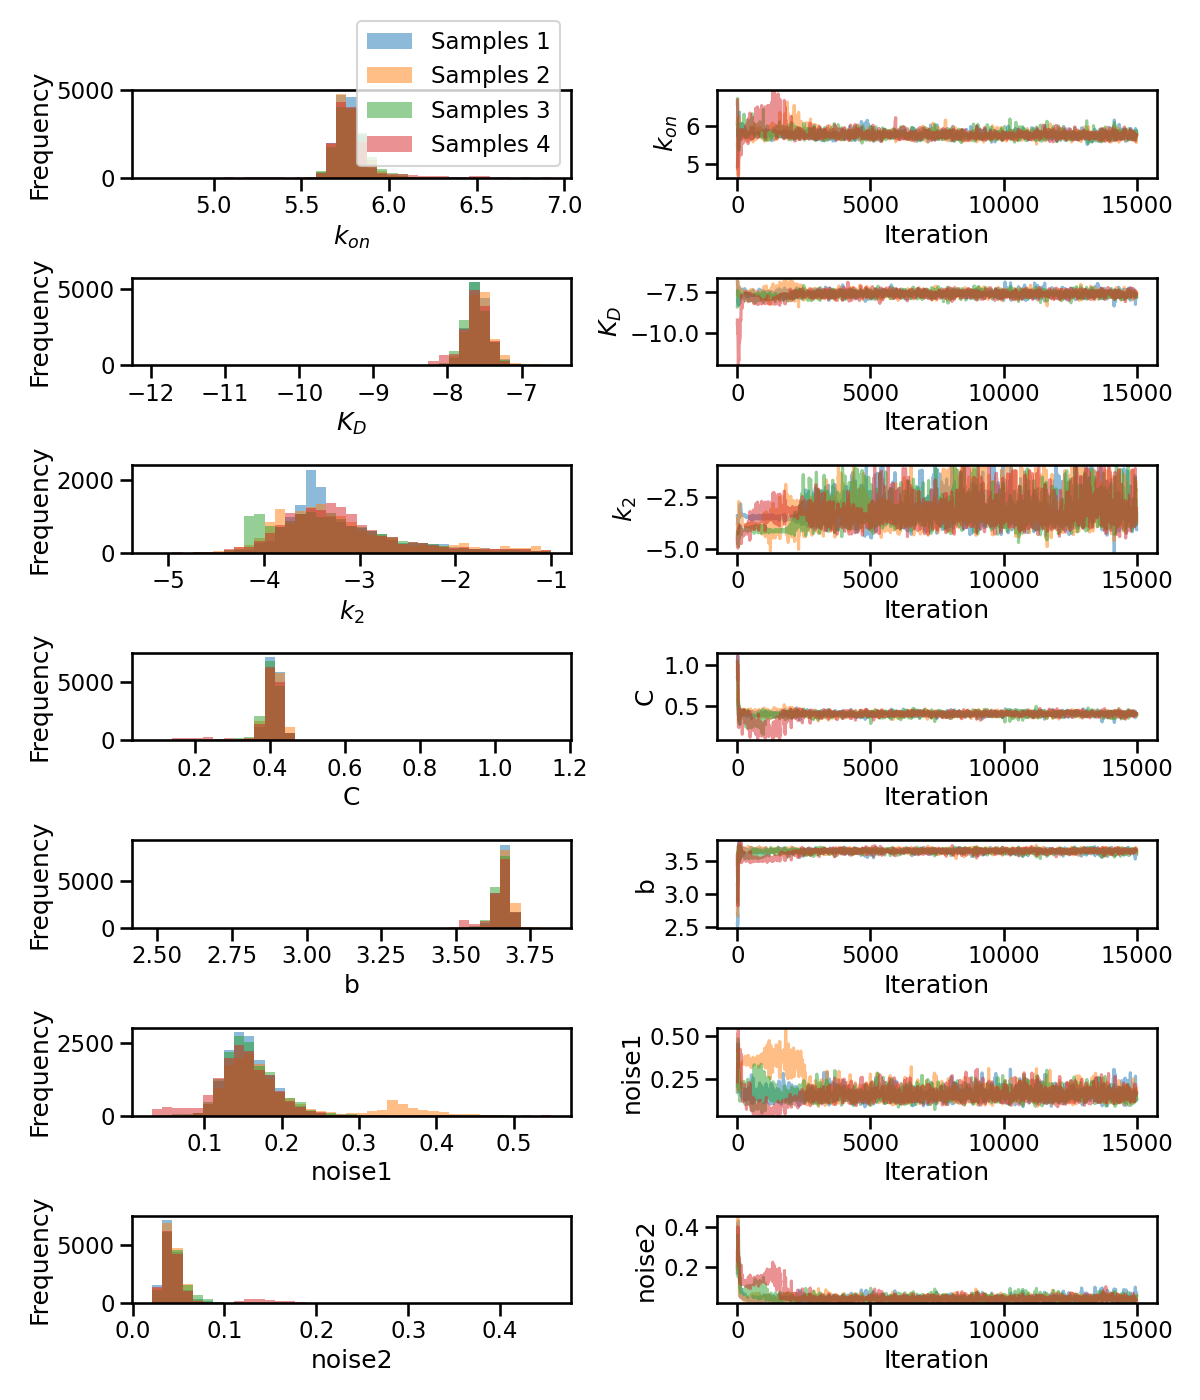 Samples 1
Samples 2
Samples 3
Samples 4
Frequency
5000
0
5.0 5.5 6.0 6.5 7.0
k_on
k_on
6
5
0 5000 10000 15000
Iteration
Frequency
5000
0
−12 −11 −10 −9 −8 −7
K_D
K_D
−7.5
−10.0
0 5000 10000 15000
Iteration
Frequency
2000
0
−5 −4 −3 −2 −1
k_2
k_2
−2.5
−5.0
0 5000 10000 15000
Iteration
Frequency
5000
0
0.2 0.4 0.6 0.8 1.0 1.2
C
C
1.0
0.5
0 5000 10000 15000
Iteration
Frequency
5000
0
2.50 2.75 3.00 3.25 3.50 3.75
b
b
3.5
3.0
2.5
0 5000 10000 15000
Iteration
Frequency
2500
0
0.1 0.2 0.3 0.4 0.5
noise1
noise1
0.50
0.25
0 5000 10000 15000
Iteration
Frequency
5000
0
0.0 0.1 0.2 0.3 0.4
noise2
noise2
0.4
0.2
0 5000 10000 15000
Iteration